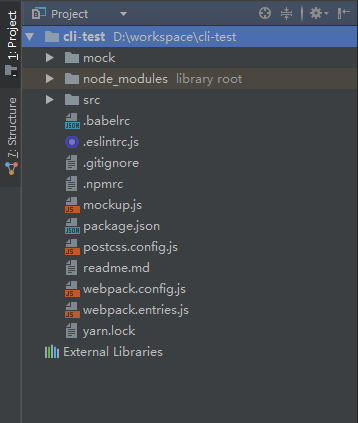 Project
1: Project
7: Structure
cli-test D:\workspace\cli-test
mock
node_modules library root
src
.babelrc
.eslintrc.js
.gitignore
.npmrc
mockup.js
package.json
postcss.config.js
readme.md
webpack.config.js
webpack.entries.js
yarn.lock
External Libraries